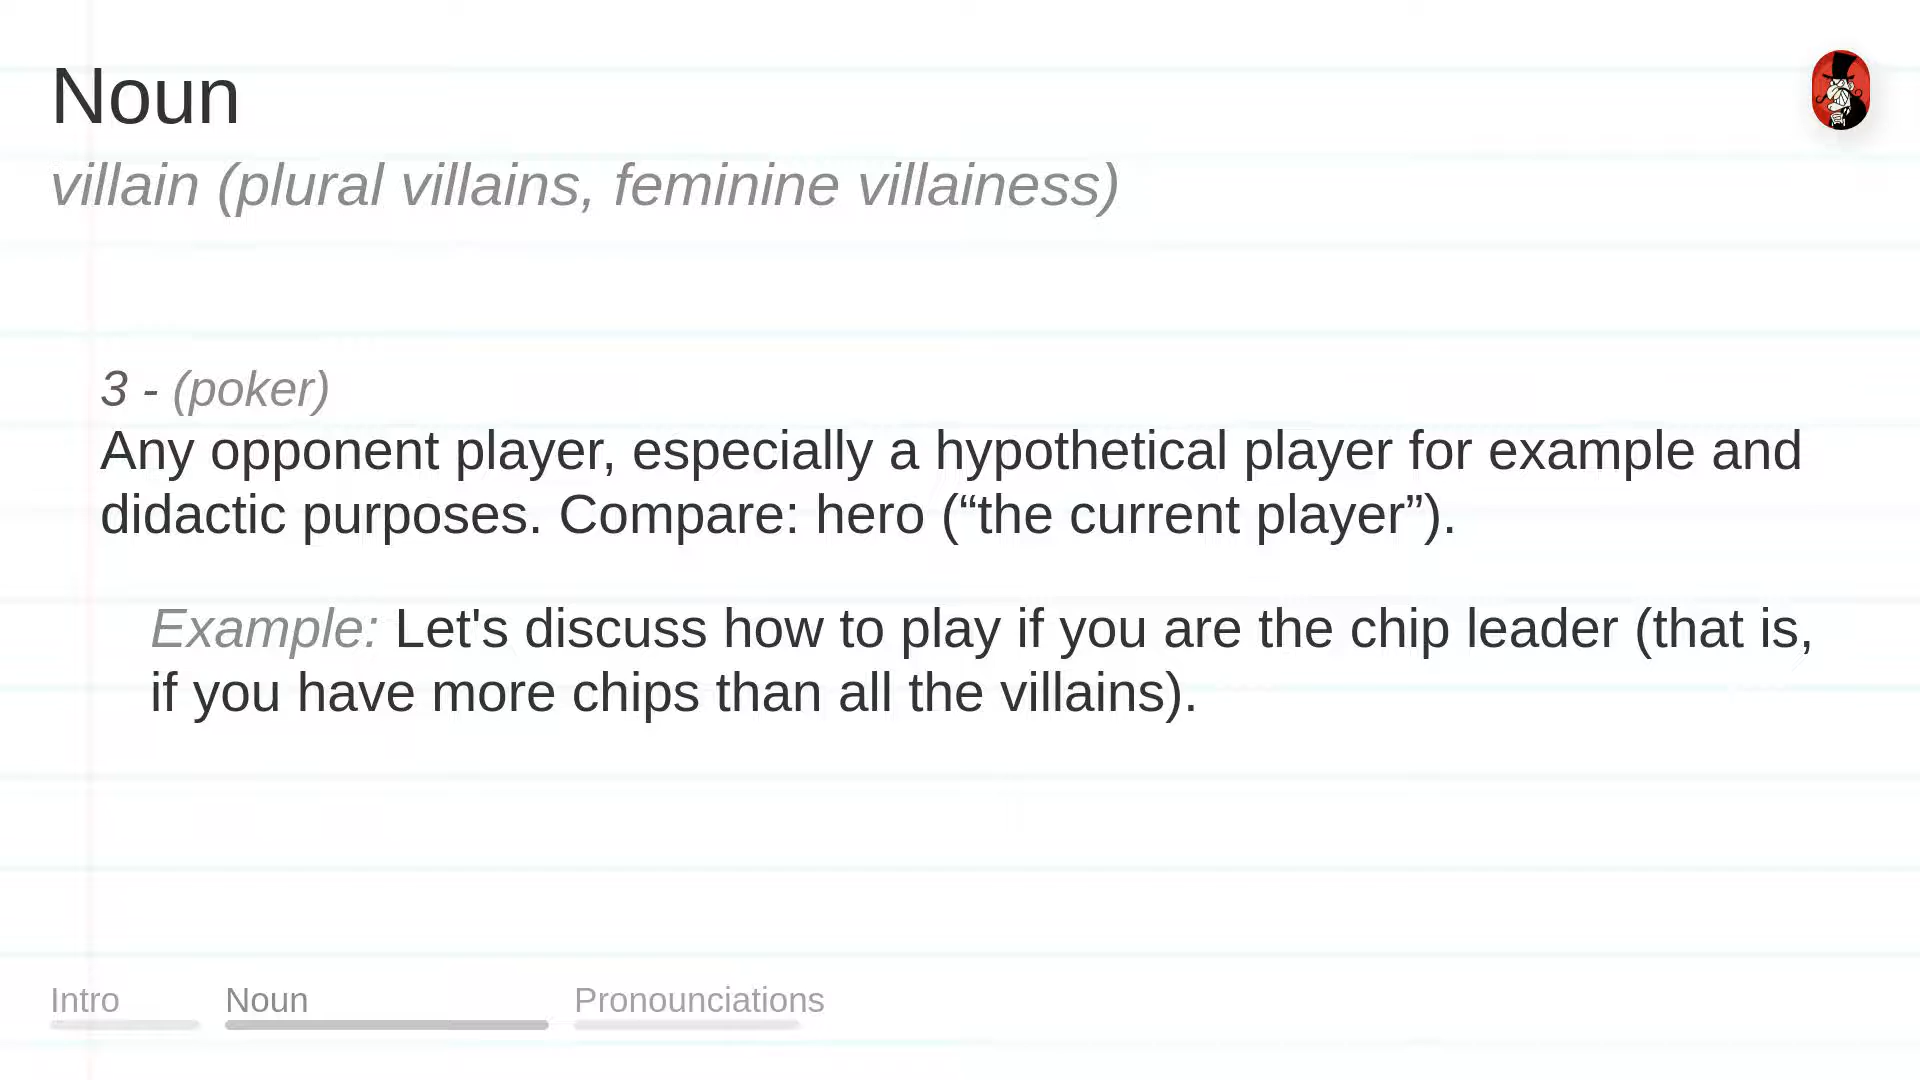 Noun
villain (plural villains, feminine villainess)
3 - (poker)
Any opponent player, especially a hypothetical player for example and
didactic purposes. Compare: hero (“the current player”).
Example: Let's discuss how to play if you are the chip leader (that is,
if you have more chips than all the villains).
Intro
Noun
Pronounciations